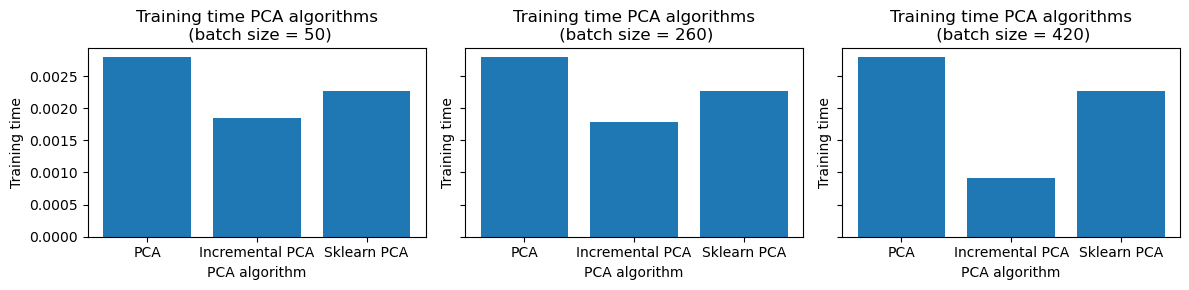 Training time PCA algorithms
(batch size = 50)
Training time
0.0025
0.0020
0.0015
0.0010
0.0005
0.0000
PCA
Incremental PCA
Sklearn PCA
PCA algorithm
Training time PCA algorithms
(batch size = 260)
Training time
PCA
Incremental PCA
Sklearn PCA
PCA algorithm
Training time PCA algorithms
(batch size = 420)
Training time
PCA
Incremental PCA
Sklearn PCA
PCA algorithm